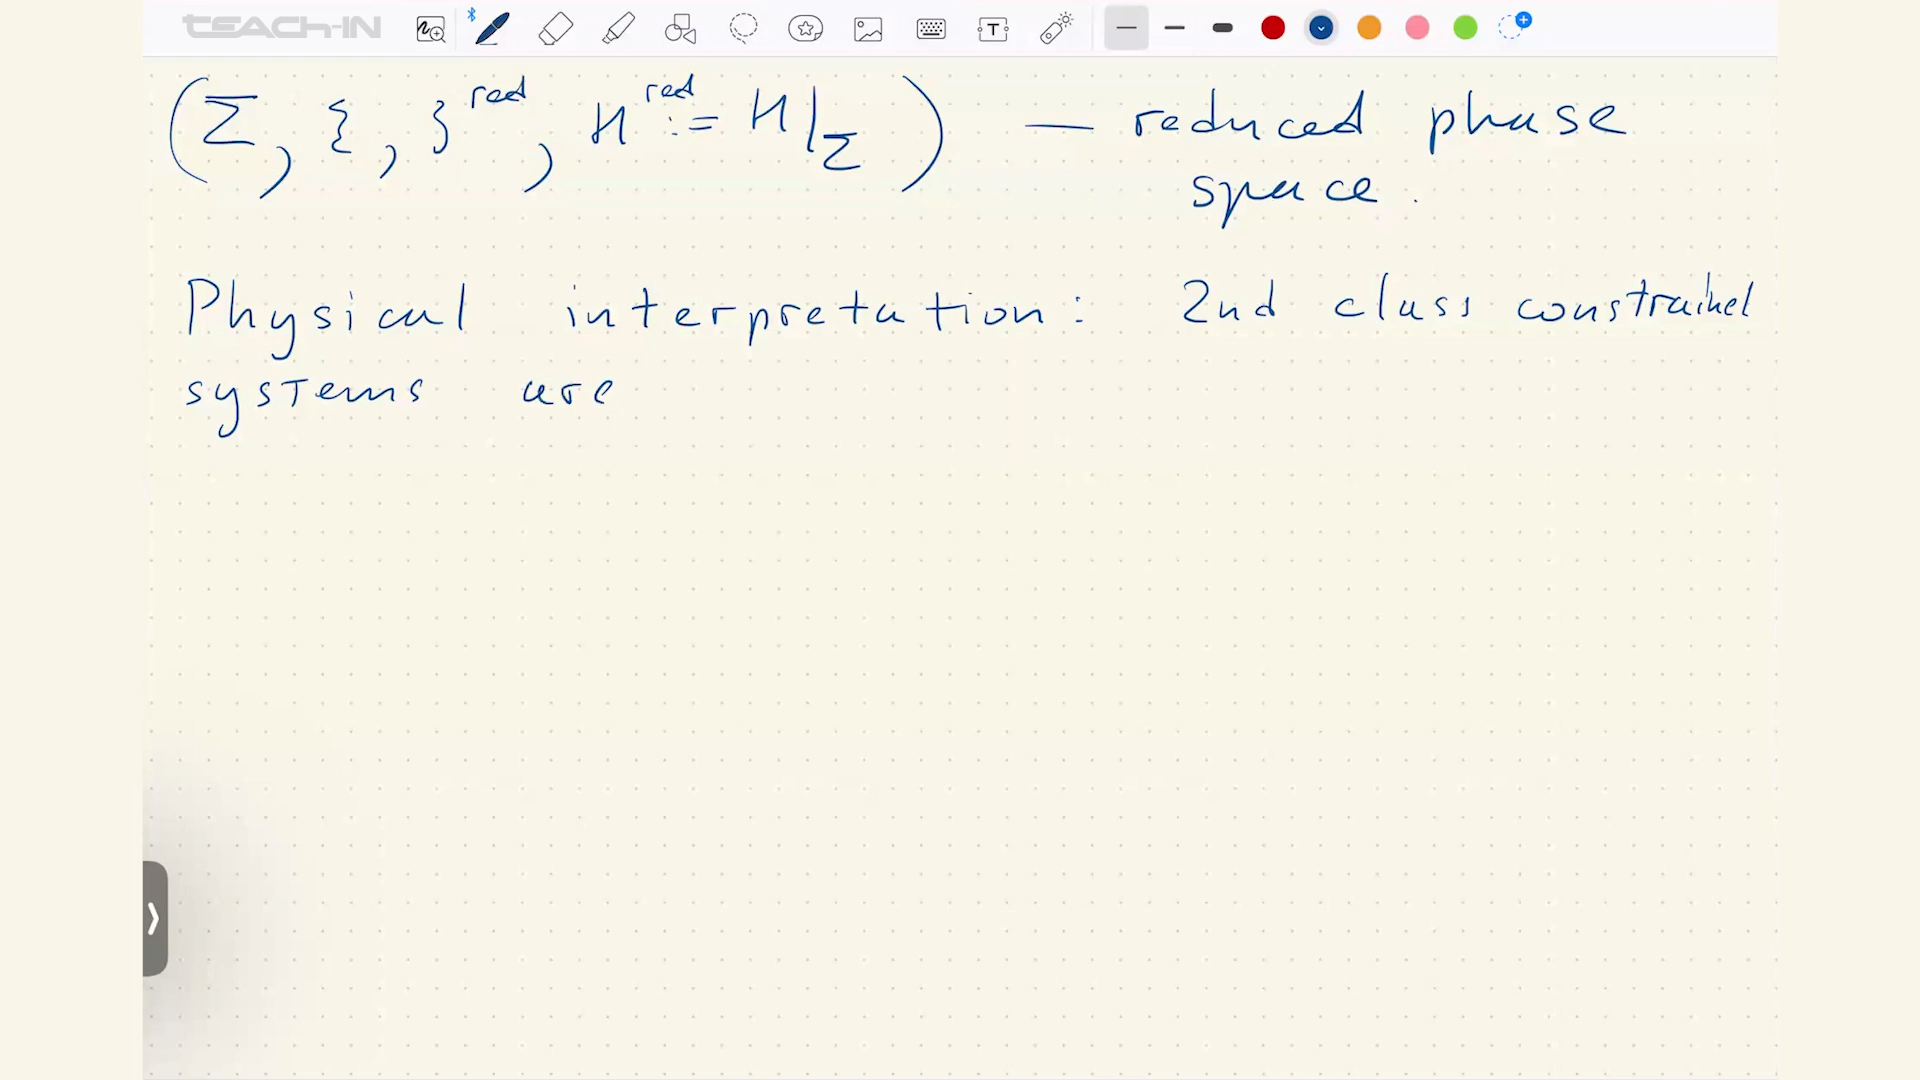 TEACH-IN
(Σ, { , }^red, H^red := H|_Σ) — reduced phase
space.
Physical interpretation: 2nd class constrained
systems are